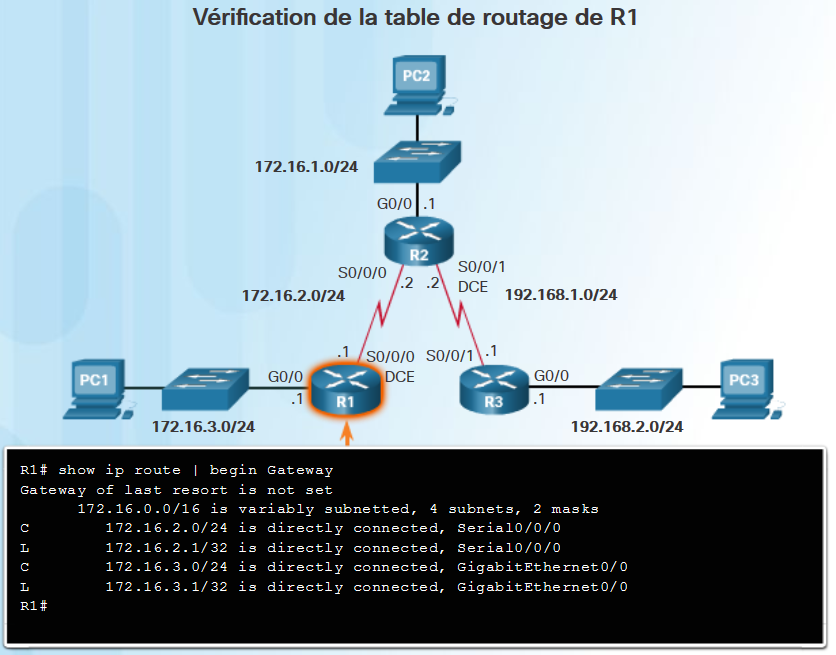 Vérification de la table de routage de R1
PC2
172.16.1.0/24
G0/0 .1
R2
S0/0/0 .2 .2 S0/0/1
DCE
172.16.2.0/24
192.168.1.0/24
.1 S0/0/0
DCE
S0/0/1 .1
PC1
G0/0
.1
R1
R3
G0/0
.1
PC3
172.16.3.0/24
192.168.2.0/24
R1# show ip route | begin Gateway
Gateway of last resort is not set
172.16.0.0/16 is variably subnetted, 4 subnets, 2 masks
C 172.16.2.0/24 is directly connected, Serial0/0/0
L 172.16.2.1/32 is directly connected, Serial0/0/0
C 172.16.3.0/24 is directly connected, GigabitEthernet0/0
L 172.16.3.1/32 is directly connected, GigabitEthernet0/0
R1#